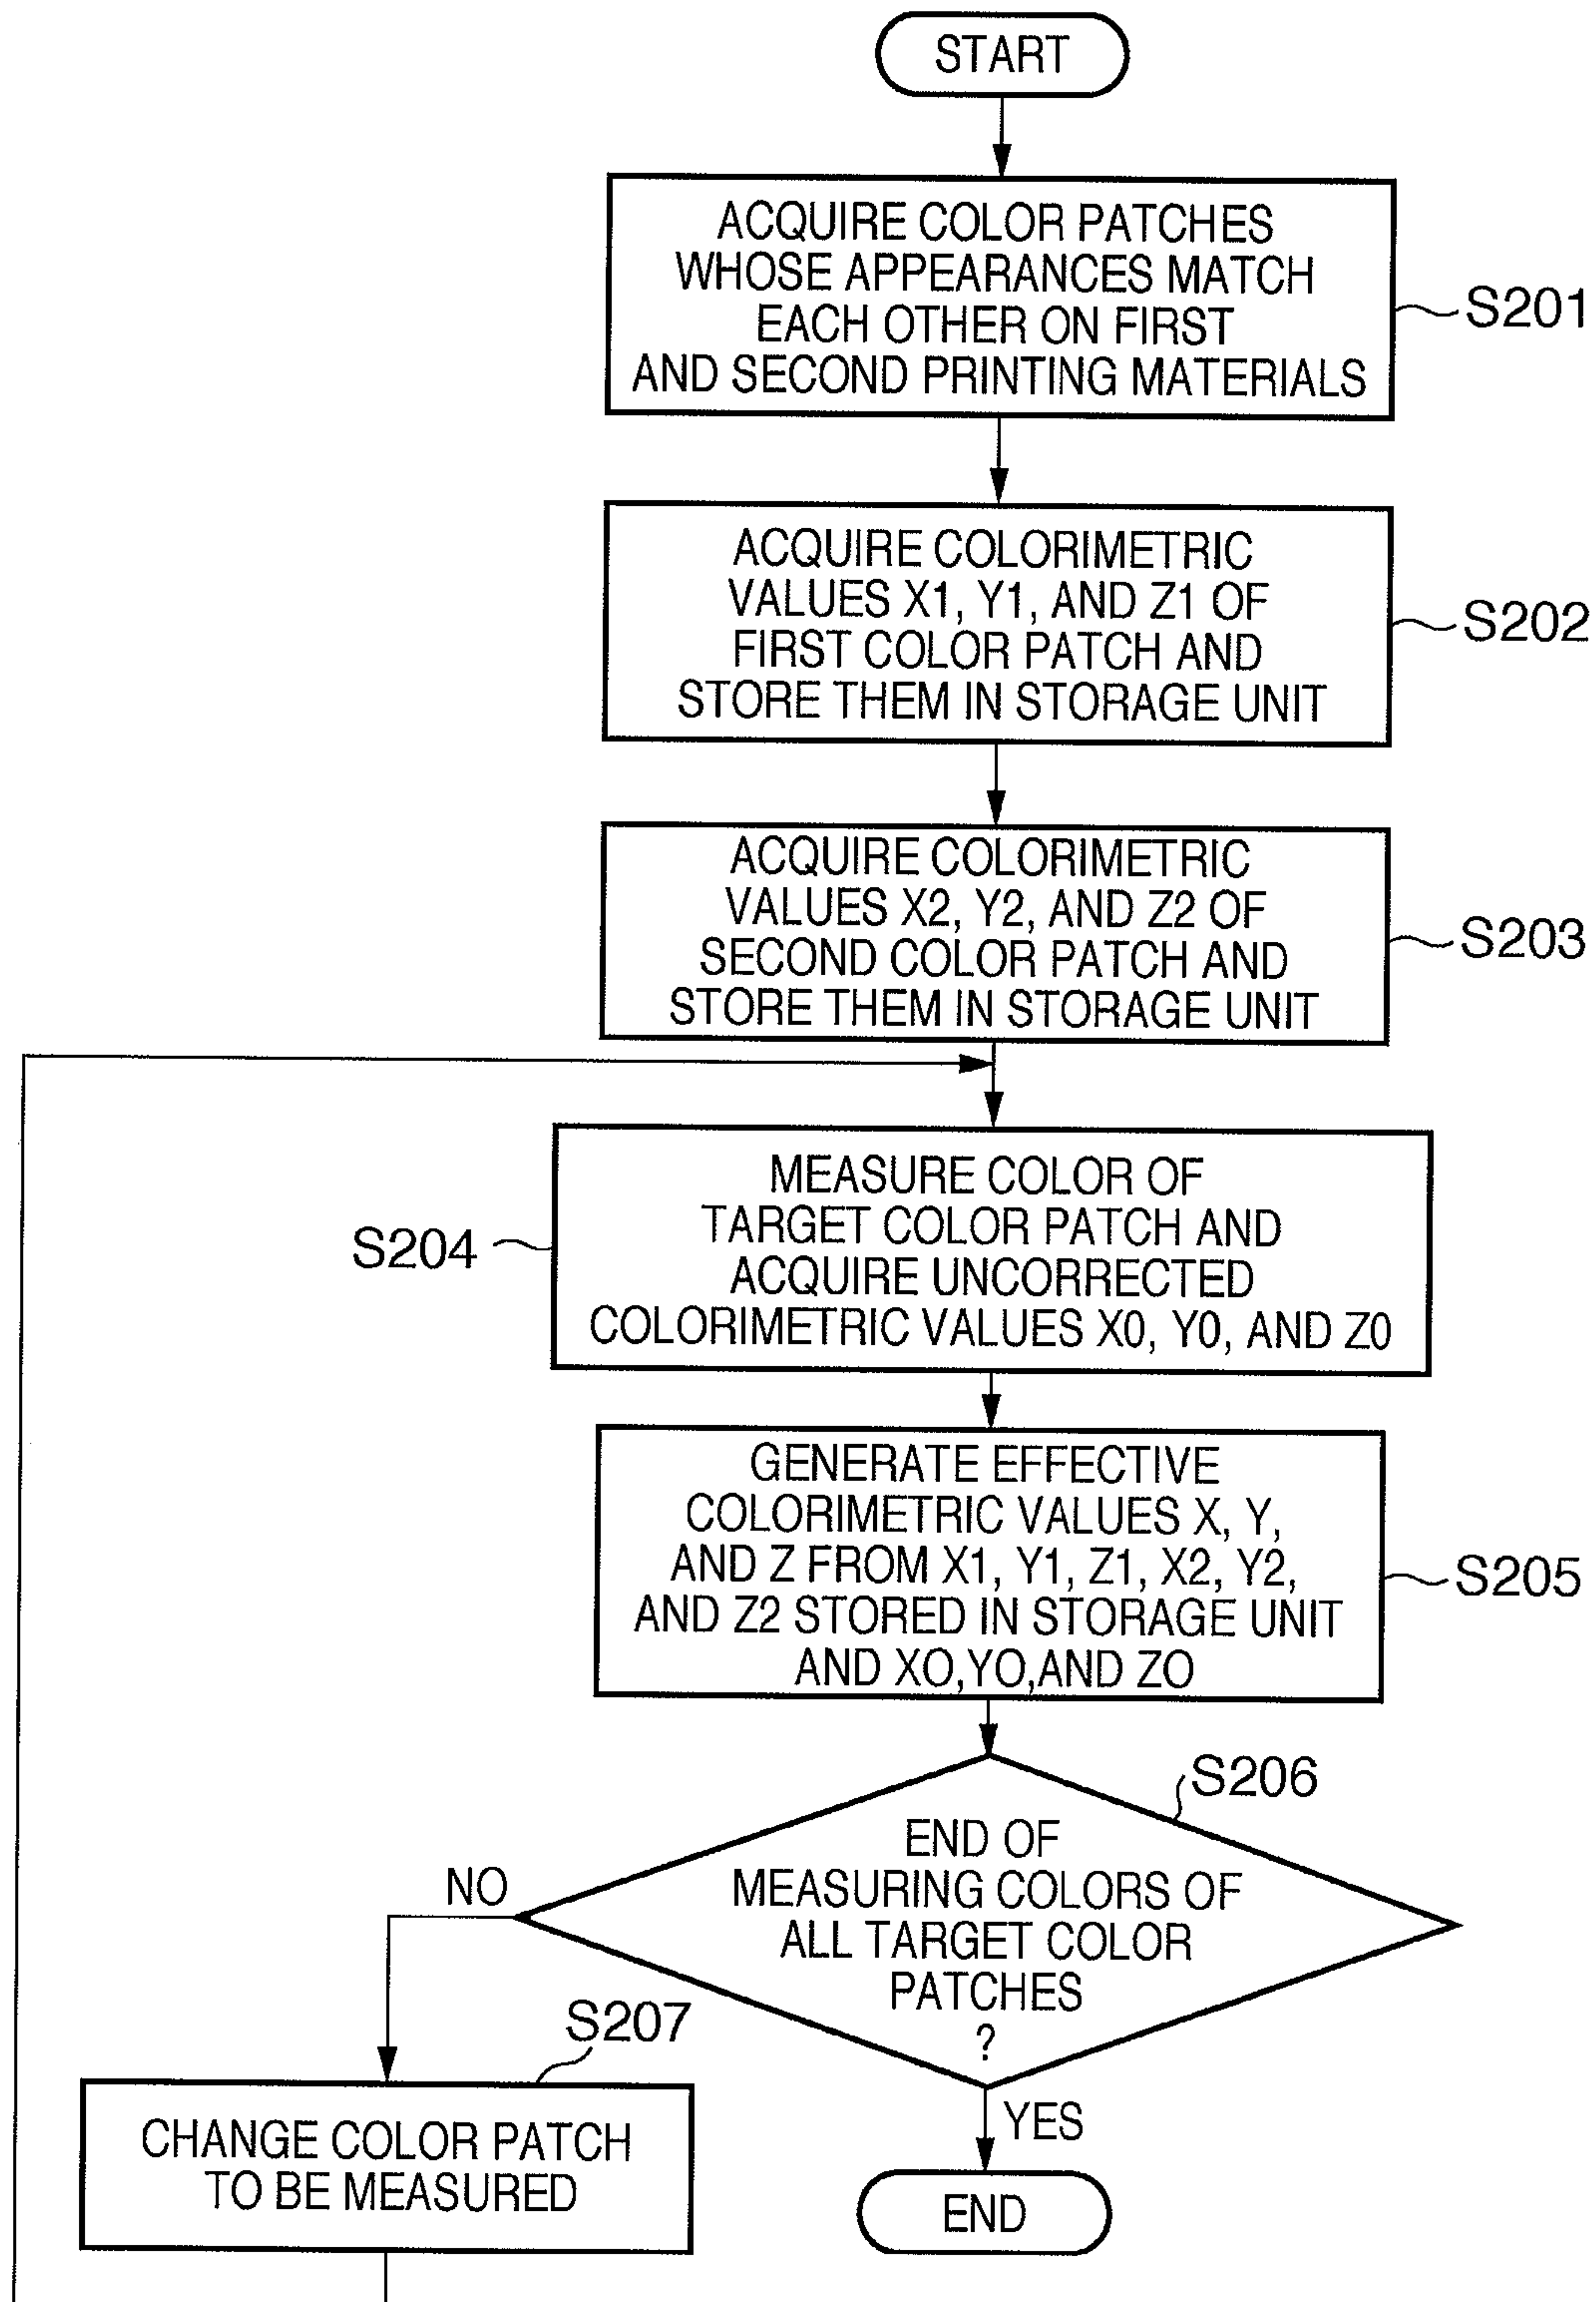 START
ACQUIRE COLOR PATCHES
WHOSE APPEARANCES MATCH
EACH OTHER ON FIRST
AND SECOND PRINTING MATERIALS
S201
ACQUIRE COLORIMETRIC
VALUES X1, Y1, AND Z1 OF
FIRST COLOR PATCH AND
STORE THEM IN STORAGE UNIT
S202
ACQUIRE COLORIMETRIC
VALUES X2, Y2, AND Z2 OF
SECOND COLOR PATCH AND
STORE THEM IN STORAGE UNIT
S203
MEASURE COLOR OF
TARGET COLOR PATCH AND
ACQUIRE UNCORRECTED
COLORIMETRIC VALUES X0, Y0, AND Z0
S204
GENERATE EFFECTIVE
COLORIMETRIC VALUES X, Y,
AND Z FROM X1, Y1, Z1, X2, Y2,
AND Z2 STORED IN STORAGE UNIT
AND XO,YO,AND ZO
S205
S206
END OF
MEASURING COLORS OF
ALL TARGET COLOR
PATCHES
?
NO
S207
CHANGE COLOR PATCH
TO BE MEASURED
YES
END